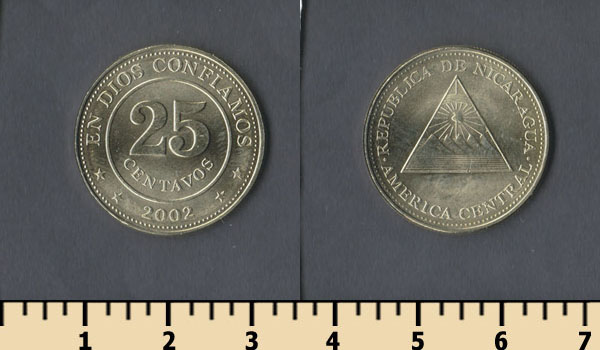 EN DIOS CONFIAMOS
25
CENTAVOS
2002
REPUBLICA DE NICARAGUA
AMERICA CENTRAL
1 2 3 4 5 6 7